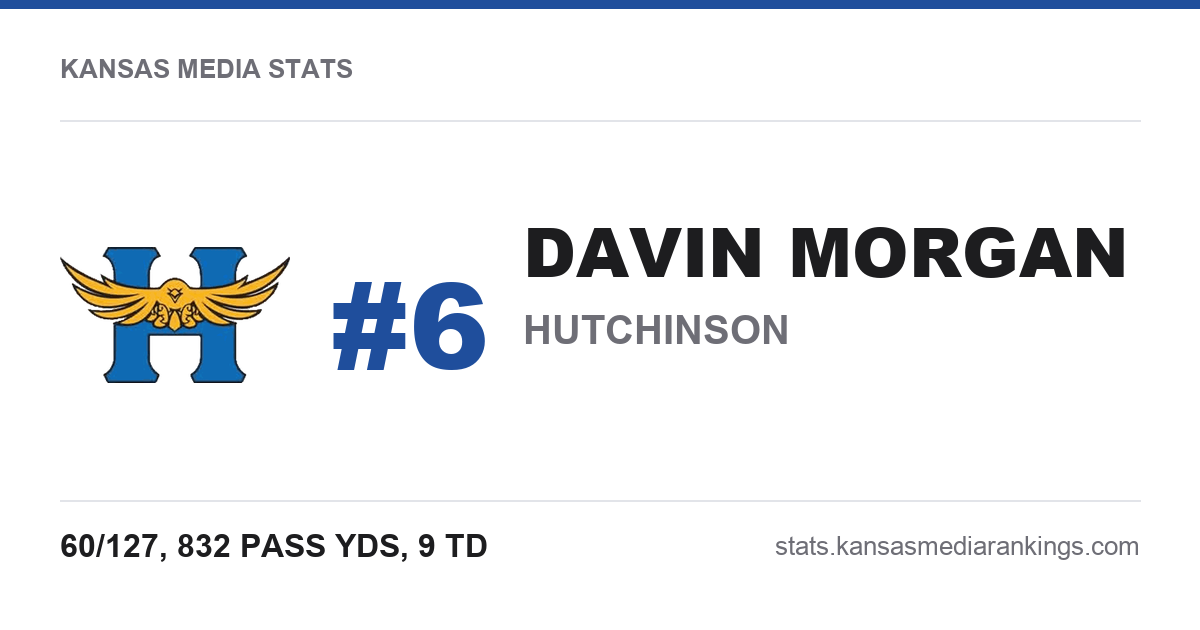 KANSAS MEDIA STATS
H
#6
DAVIN MORGAN
HUTCHINSON
60/127, 832 PASS YDS, 9 TD
stats.kansasmediarankings.com